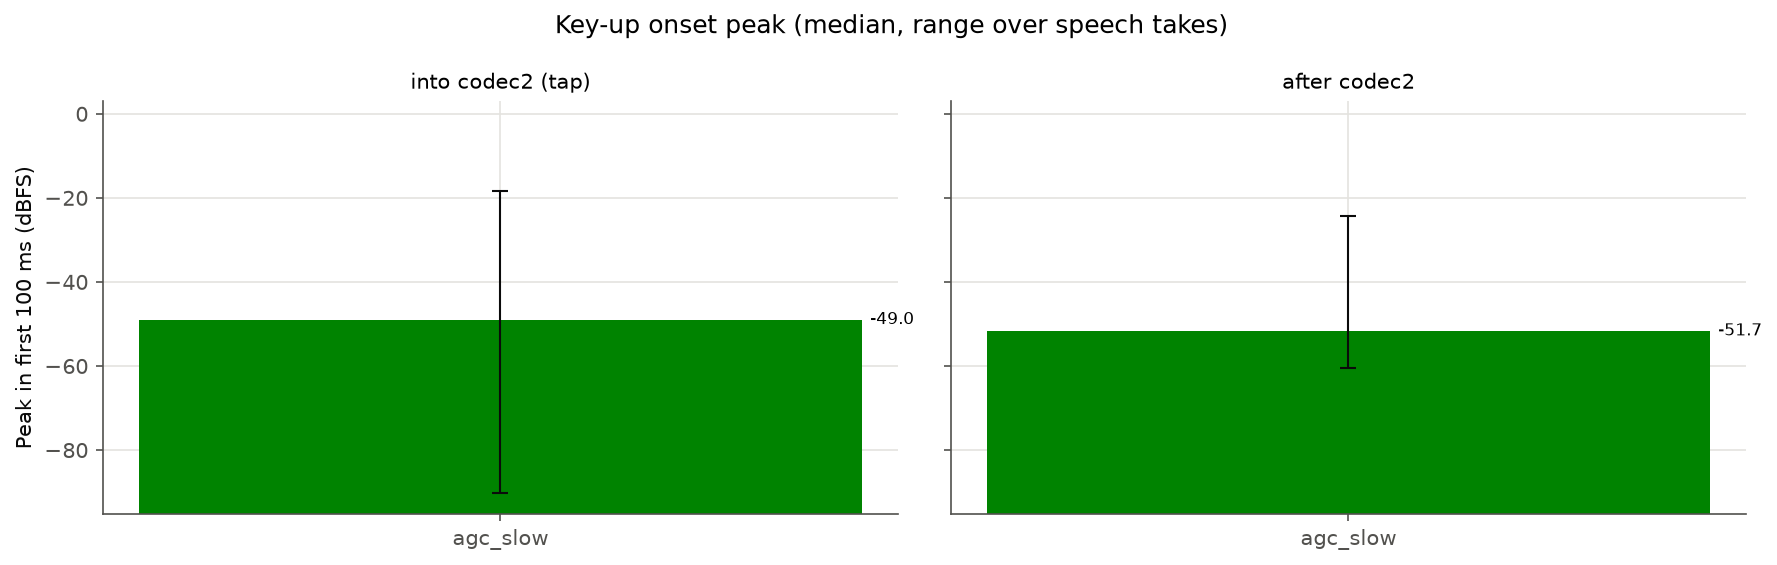 Key-up onset peak (median, range over speech takes)
into codec2 (tap)
after codec2
Peak in first 100 ms (dBFS)
0
−20
−40
−60
−80
-49.0
-51.7
agc_slow
agc_slow